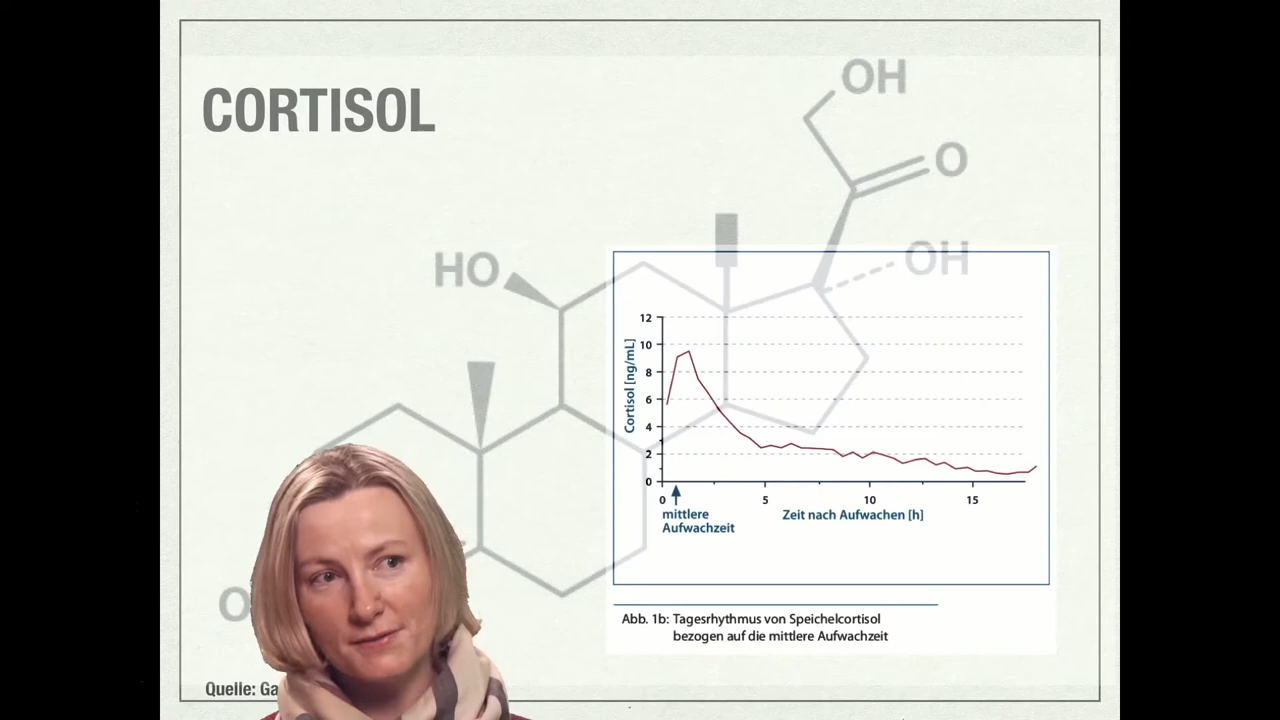 CORTISOL
OH
O
OH
HO
O
12
10
8
6
4
2
0
Cortisol [ng/mL]
0
5
10
15
mittlere
Aufwachzeit
Zeit nach Aufwachen [h]
Abb. 1b: Tagesrhythmus von Speichelcortisol
bezogen auf die mittlere Aufwachzeit
Quelle: